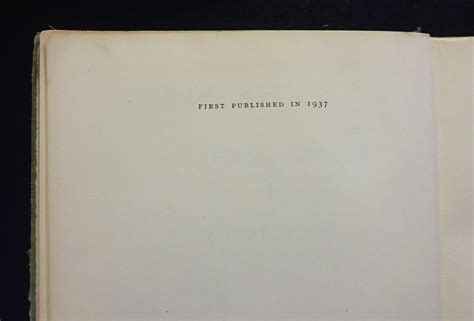 FIRST PUBLISHED IN 1937